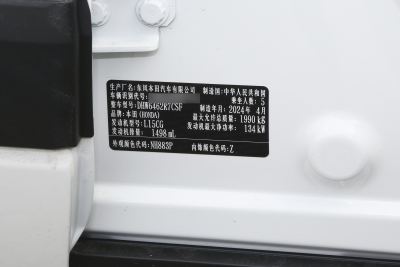 生产厂名: 东风本田汽车有限公司 制造国: 中华人民共和国
车辆识别代号: 乘坐人数: 5
整车型号: DHW6462R7CSF 制造年月: 2024年 4月
品牌: 本田 (HONDA) 最大允许总质量: 1990 kg
发动机型号: L15CG 发动机最大净功率: 134 kW
发动机排量: 1498 mL
外观颜色代码: NH883P 内饰颜色代码: Z